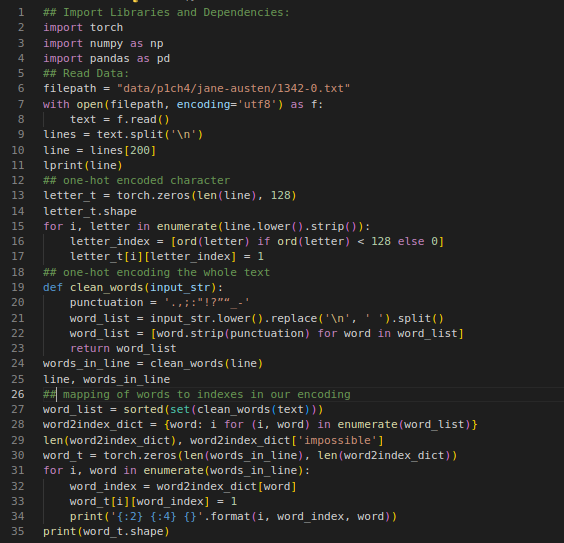 1 ## Import Libraries and Dependencies:
2 import torch
3 import numpy as np
4 import pandas as pd
5 ## Read Data:
6 filepath = "data/p1ch4/jane-austen/1342-0.txt"
7 with open(filepath, encoding='utf8') as f:
8     text = f.read()
9 lines = text.split('\n')
10 line = lines[200]
11 lprint(line)
12 ## one-hot encoded character
13 letter_t = torch.zeros(len(line), 128)
14 letter_t.shape
15 for i, letter in enumerate(line.lower().strip()):
16     letter_index = [ord(letter) if ord(letter) < 128 else 0]
17     letter_t[i][letter_index] = 1
18 ## one-hot encoding the whole text
19 def clean_words(input_str):
20     punctuation = '.,;:"!?”“_-'
21     word_list = input_str.lower().replace('\n', ' ').split()
22     word_list = [word.strip(punctuation) for word in word_list]
23     return word_list
24 words_in_line = clean_words(line)
25 line, words_in_line
26 ## mapping of words to indexes in our encoding
27 word_list = sorted(set(clean_words(text)))
28 word2index_dict = {word: i for (i, word) in enumerate(word_list)}
29 len(word2index_dict), word2index_dict['impossible']
30 word_t = torch.zeros(len(words_in_line), len(word2index_dict))
31 for i, word in enumerate(words_in_line):
32     word_index = word2index_dict[word]
33     word_t[i][word_index] = 1
34     print('{:2} {:4} {}'.format(i, word_index, word))
35 print(word_t.shape)